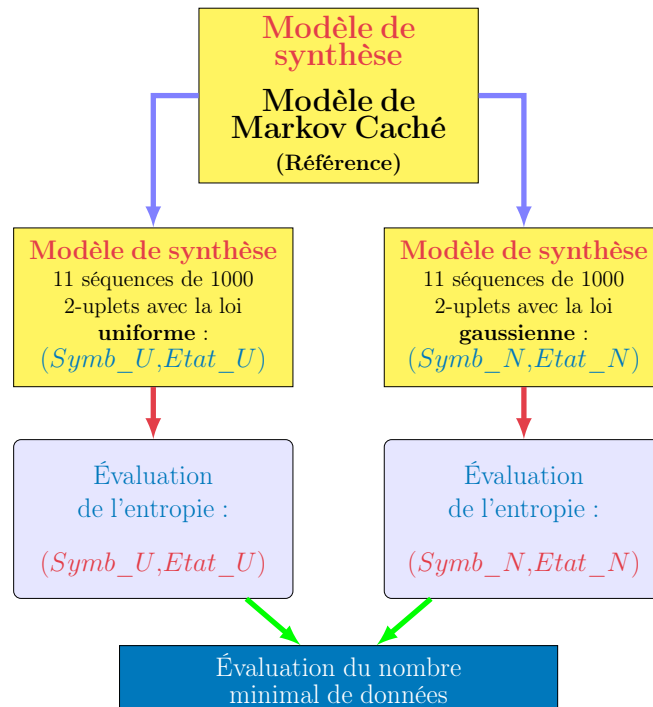 Modèle de
synthèse
Modèle de
Markov Caché
(Référence)
Modèle de synthèse
11 séquences de 1000
2-uplets avec la loi
uniforme :
(Symb_U,Etat_U)
Modèle de synthèse
11 séquences de 1000
2-uplets avec la loi
gaussienne :
(Symb_N,Etat_N)
Évaluation
de l'entropie :
(Symb_U,Etat_U)
Évaluation
de l'entropie :
(Symb_N,Etat_N)
Évaluation du nombre
minimal de données